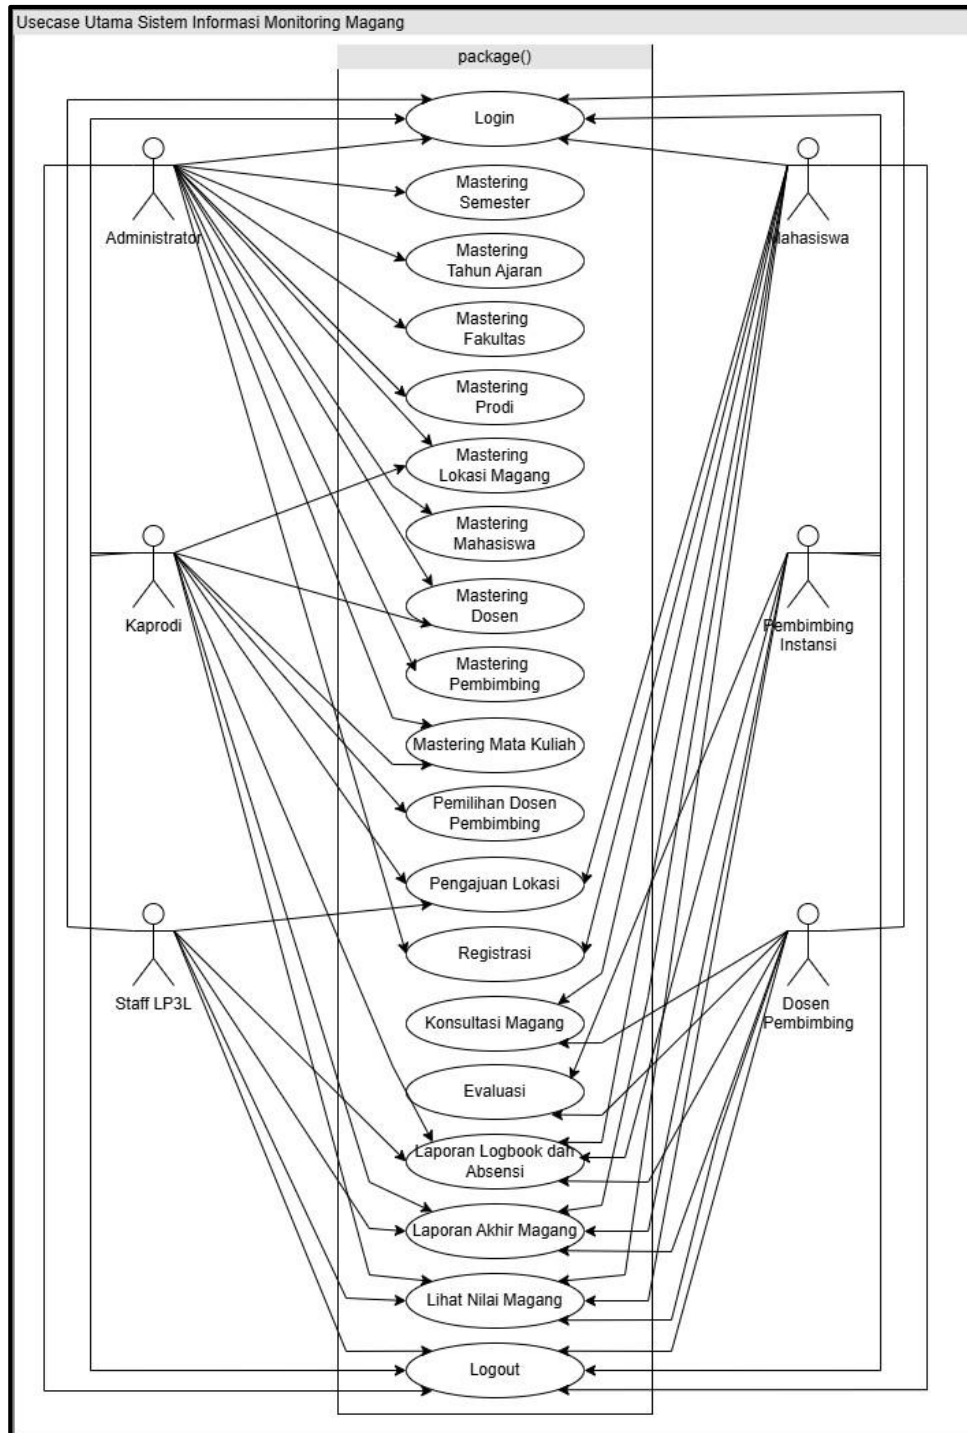 Usecase Utama Sistem Informasi Monitoring Magang
package()
Login
Mastering
Semester
Administrator
Mahasiswa
Mastering
Tahun Ajaran
Mastering
Fakultas
Mastering
Prodi
Mastering
Lokasi Magang
Mastering
Mahasiswa
Mastering
Dosen
Kaprodi
Pembimbing
Instansi
Mastering
Pembimbing
Mastering Mata Kuliah
Pemilihan Dosen
Pembimbing
Pengajuan Lokasi
Registrasi
Staff LP3L
Dosen
Pembimbing
Konsultasi Magang
Evaluasi
Laporan Logbook dan
Absensi
Laporan Akhir Magang
Lihat Nilai Magang
Logout